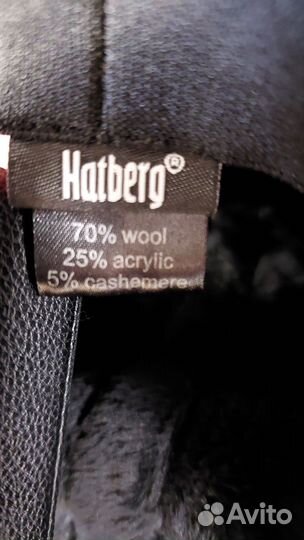 Hatberg®
70% wool
25% acrylic
5% cashemere
Avito